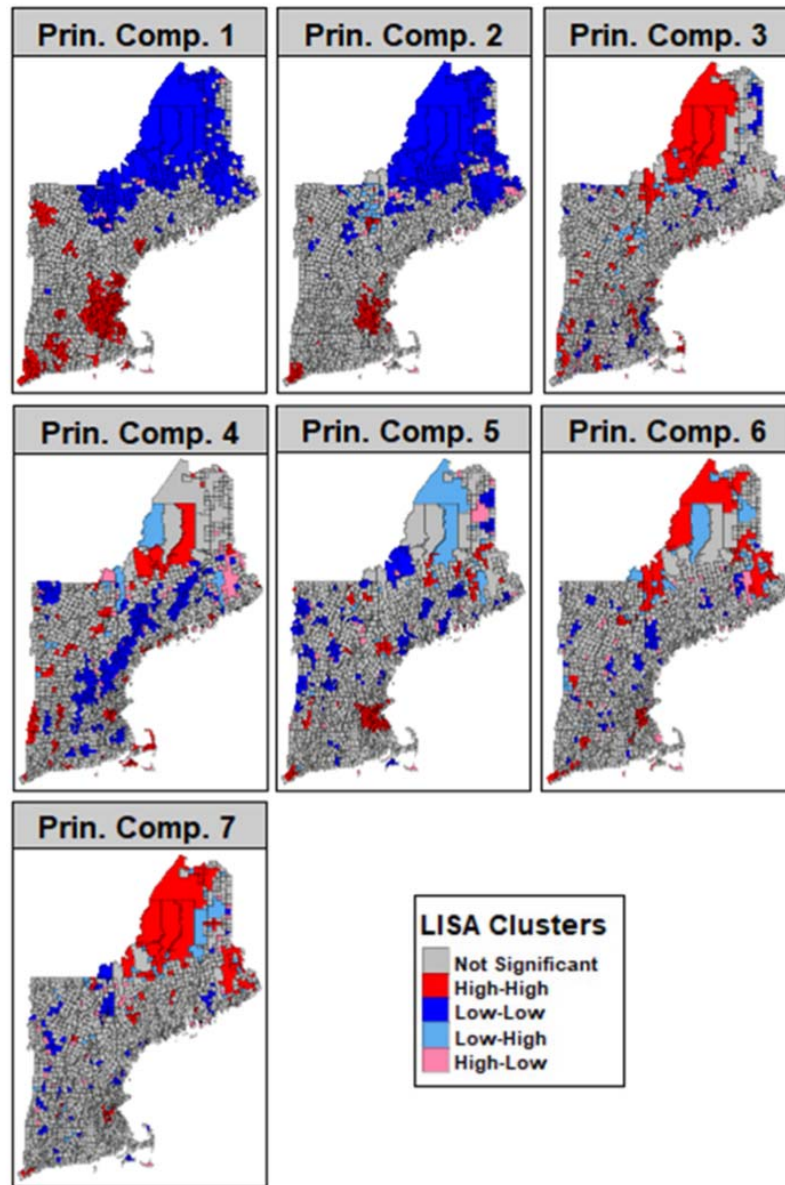 Prin. Comp. 1
Prin. Comp. 2
Prin. Comp. 3
Prin. Comp. 4
Prin. Comp. 5
Prin. Comp. 6
Prin. Comp. 7
LISA Clusters
Not Significant
High-High
Low-Low
Low-High
High-Low